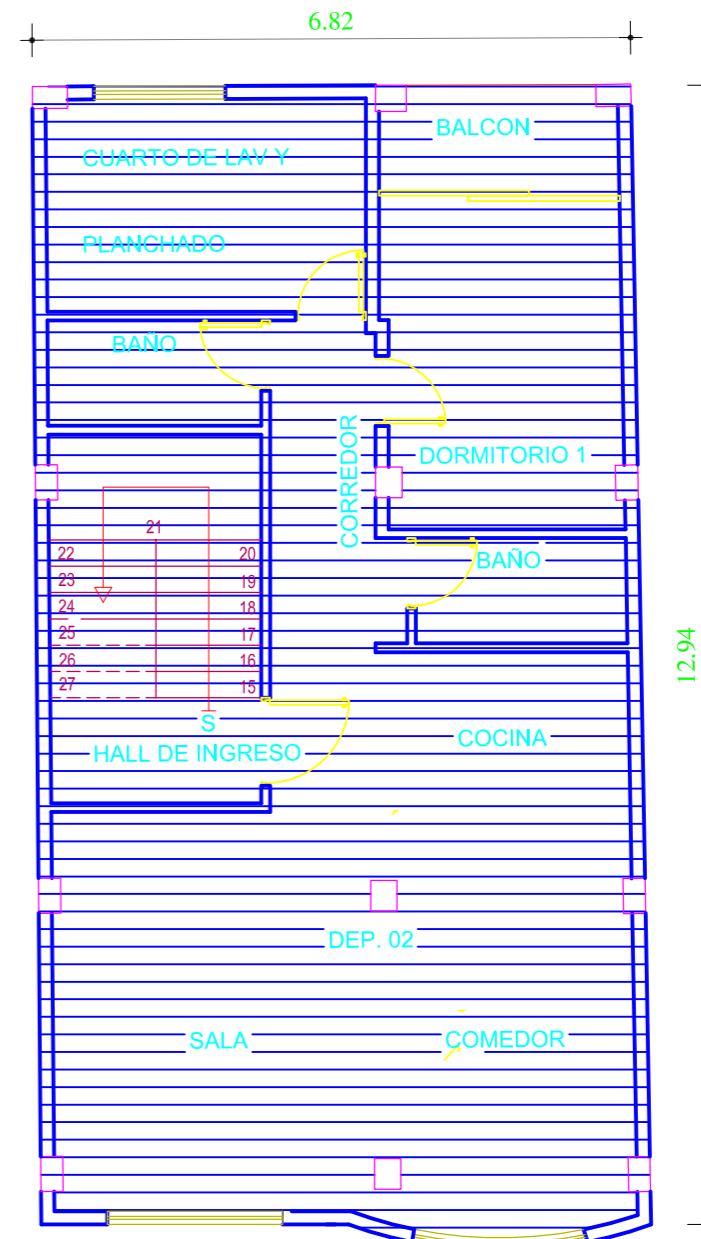 6.82
BALCON
CUARTO DE LAV Y
PLANCHADO
BAÑO
CORREDOR
DORMITORIO 1
21
22
20
BAÑO
23
19
24
18
25
17
26
16
27
15
12.94
S
HALL DE INGRESO
COCINA
DEP. 02
SALA
COMEDOR